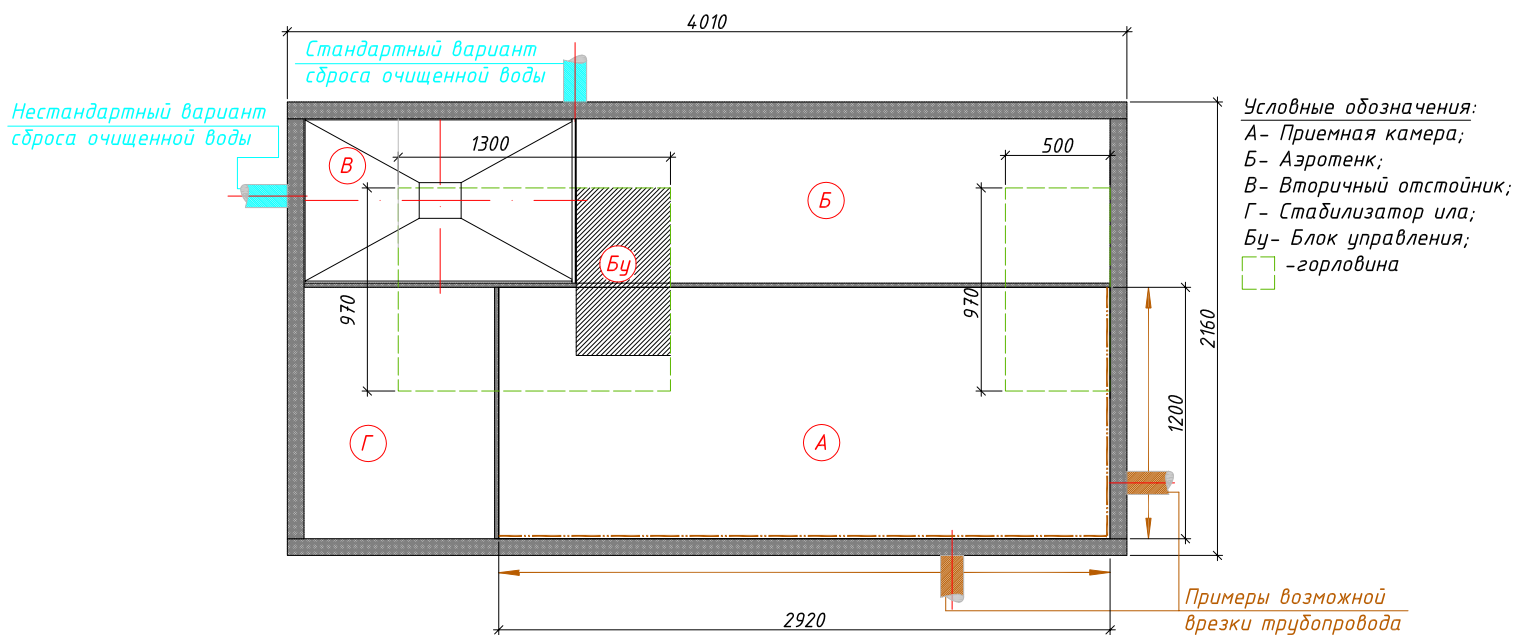 4010
Стандартный вариант
сброса очищенной воды
Нестандартный вариант
сброса очищенной воды
Условные обозначения:
А- Приемная камера;
Б- Аэротенк;
В- Вторичный отстойник;
Г- Стабилизатор ила;
Бу- Блок управления;
-горловина
1300
500
В
Б
Бу
970
970
2160
1200
Г
А
2920
Примеры возможной
врезки трубопровода